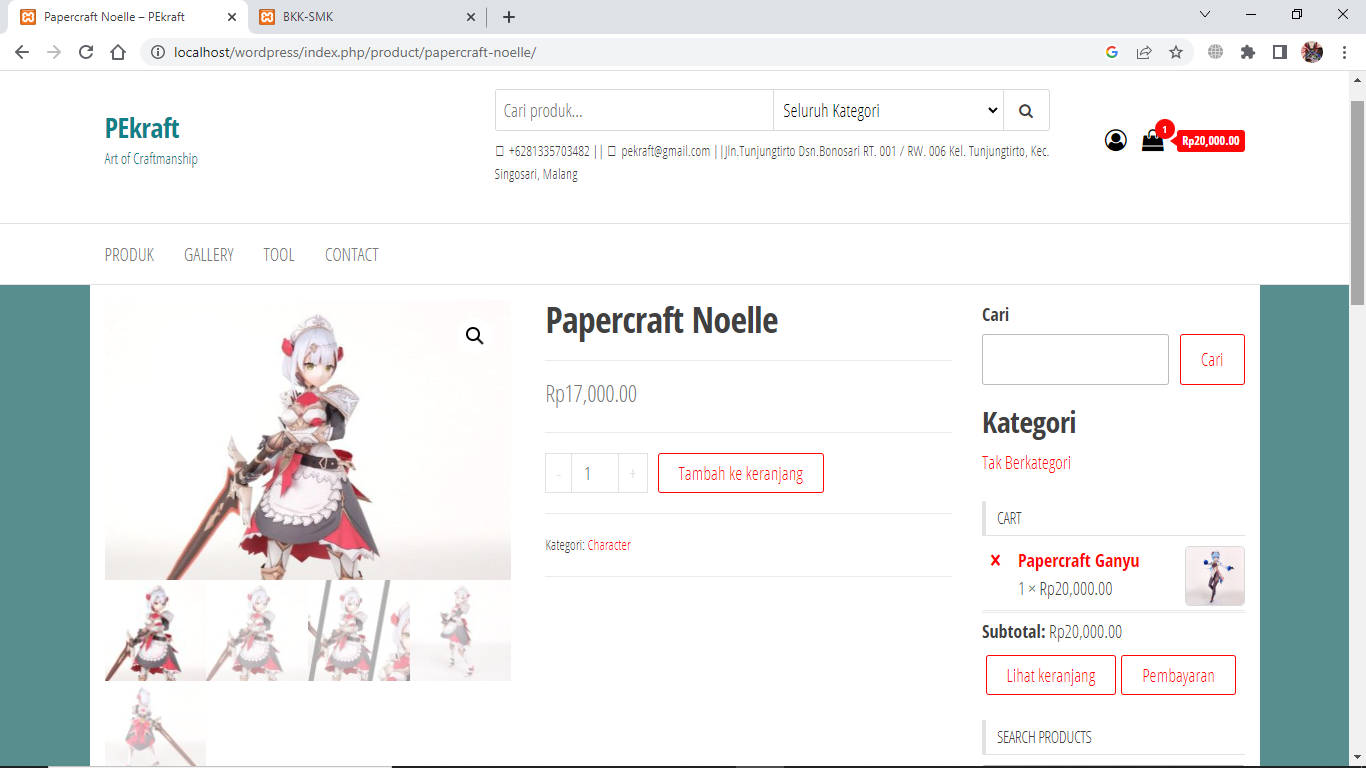 Papercraft Noelle – PEkraft
BKK-SMK
localhost/wordpress/index.php/product/papercraft-noelle/
PEkraft
Art of Craftmanship
Cari produk...
Seluruh Kategori
+6281335703482 || pekraft@gmail.com ||Jln.Tunjungtirto Dsn.Bonosari RT. 001 / RW. 006 Kel. Tunjungtirto, Kec.
Singosari, Malang
1
Rp20,000.00
PRODUK
GALLERY
TOOL
CONTACT
Papercraft Noelle
Rp17,000.00
- 1 +
Tambah ke keranjang
Kategori: Character
Cari
Cari
Kategori
Tak Berkategori
CART
× Papercraft Ganyu
1 × Rp20,000.00
Subtotal: Rp20,000.00
Lihat keranjang
Pembayaran
SEARCH PRODUCTS